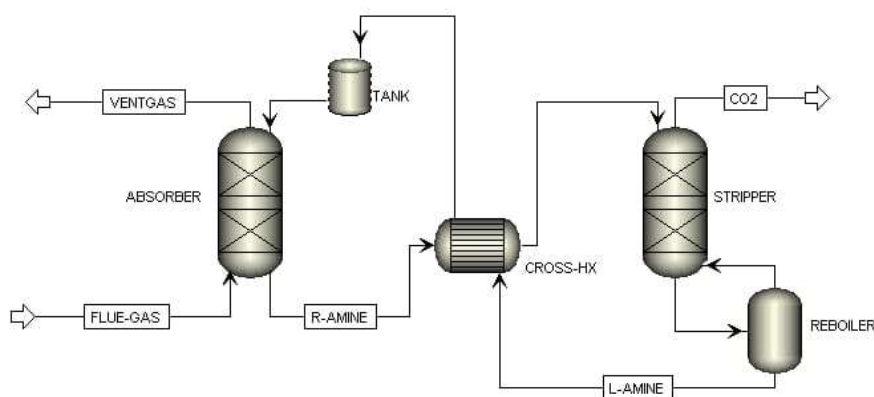 VENTGAS
TANK
CO2
ABSORBER
STRIPPER
CROSS-HX
FLUE-GAS
R-AMINE
REBOILER
L-AMINE